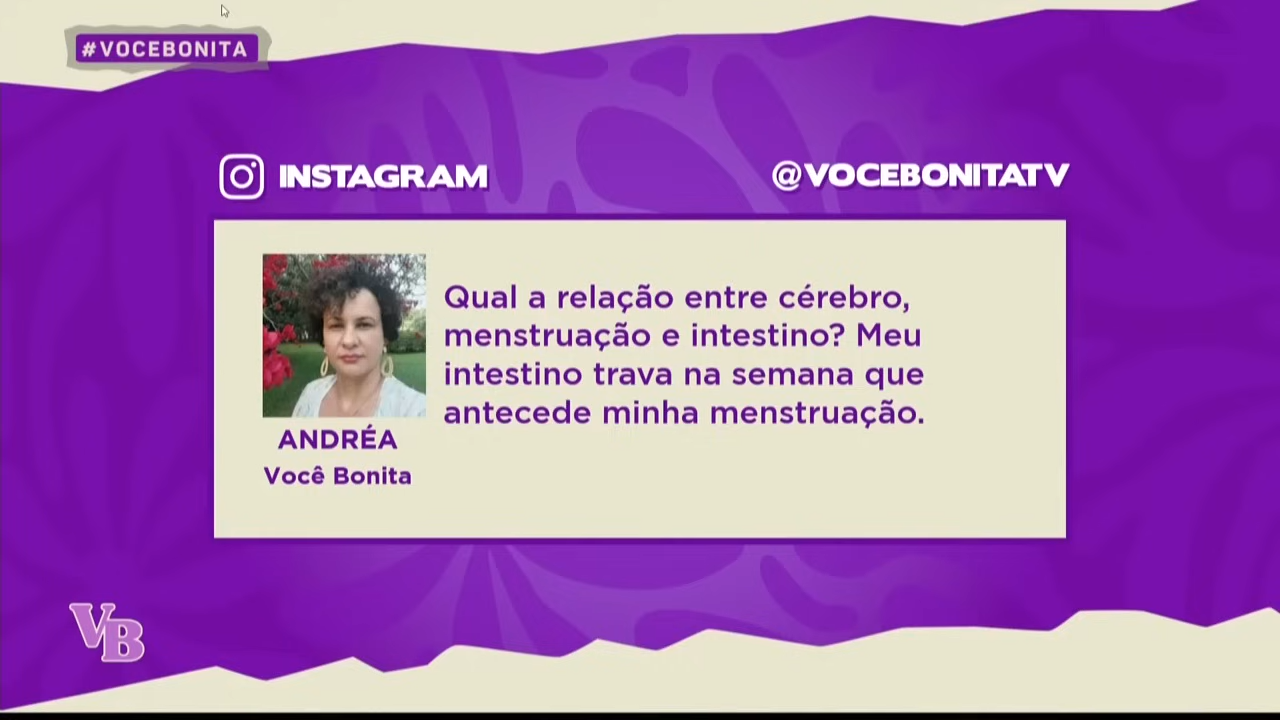 #VOCEBONITA
INSTAGRAM
@VOCEBONITATV
Qual a relação entre cérebro,
menstruação e intestino? Meu
intestino trava na semana que
antecede minha menstruação.
ANDRÉA
Você Bonita
VB